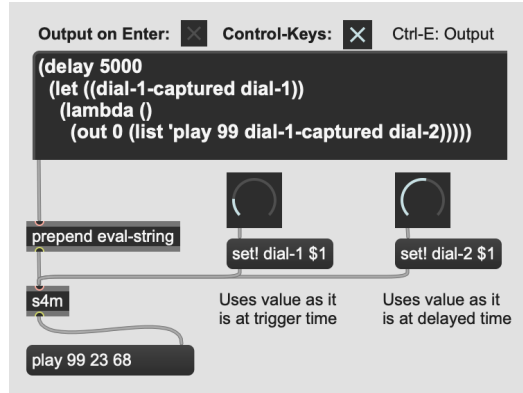 Output on Enter: Control-Keys: Ctrl-E: Output
(delay 5000
(let ((dial-1-captured dial-1))
(lambda ()
(out 0 (list 'play 99 dial-1-captured dial-2)))))
prepend eval-string
set! dial-1 $1
set! dial-2 $1
s4m
Uses value as it
is at trigger time
Uses value as it
is at delayed time
play 99 23 68